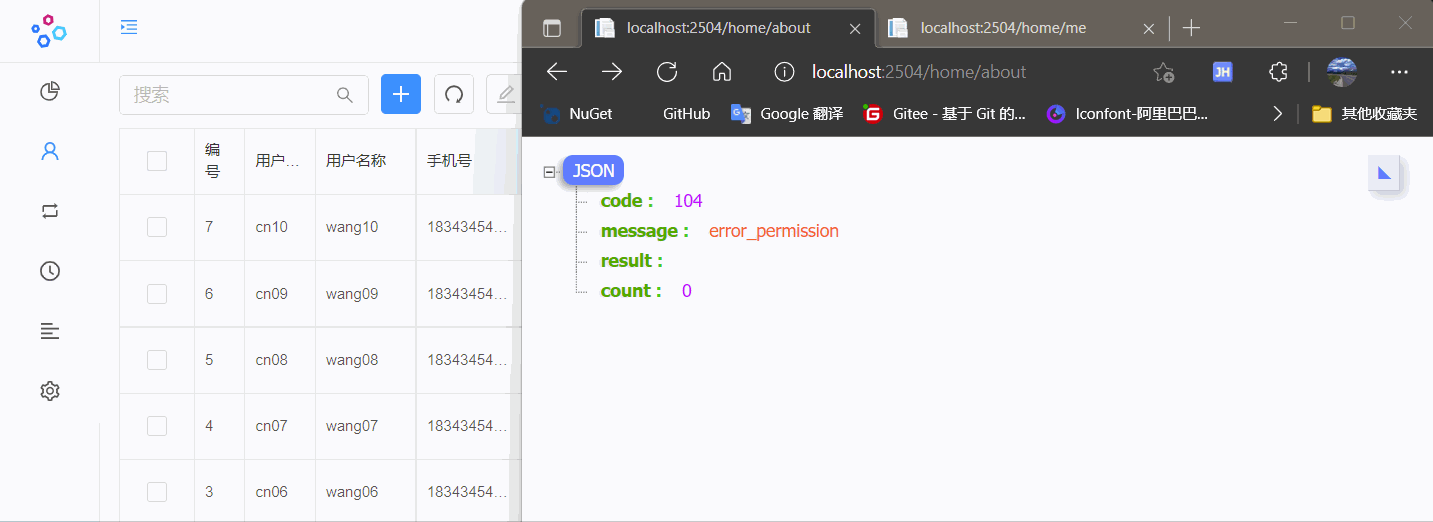 搜索
编号 用户... 用户名称 手机号
7 cn10 wang10 18343454...
6 cn09 wang09 18343454...
5 cn08 wang08 18343454...
4 cn07 wang07 18343454...
3 cn06 wang06 18343454...
localhost:2504/home/about
localhost:2504/home/me
localhost:2504/home/about
JH
NuGet GitHub Google 翻译 Gitee - 基于 Git 的... Iconfont-阿里巴巴... 其他收藏夹
JSON
code : 104
message : error_permission
result :
count : 0